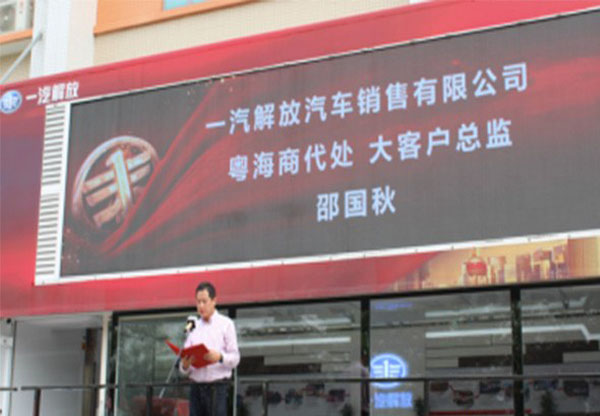 一汽解放
一汽解放汽车销售有限公司
粤海商代处 大客户总监
邵国秋
一汽解放